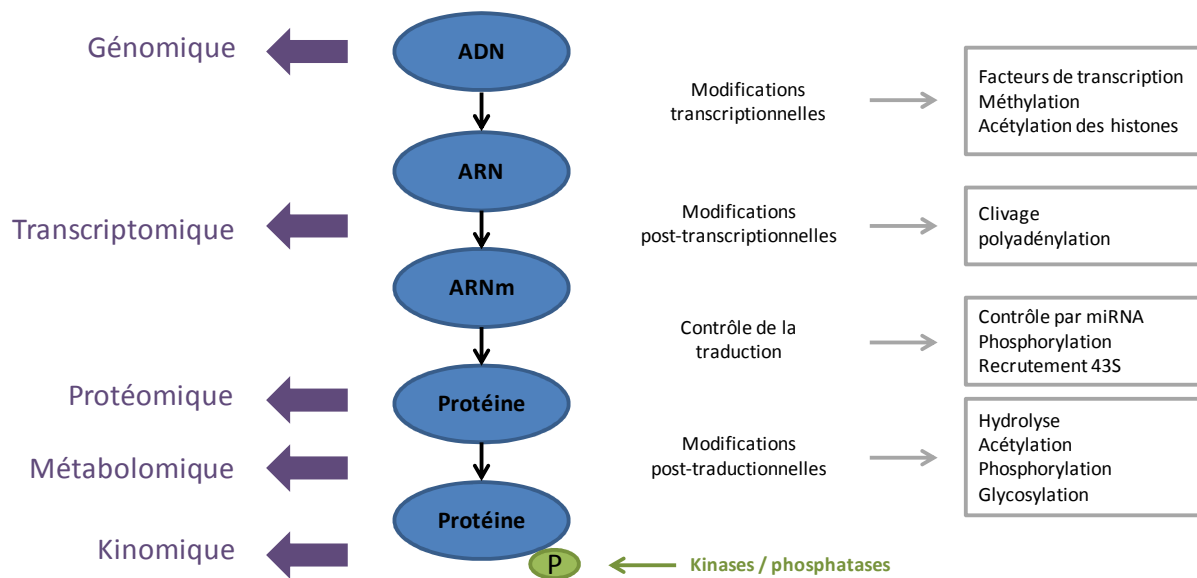 Génomique
ADN
Modifications
transcriptionnelles
Facteurs de transcription
Méthylation
Acétylation des histones
ARN
Transcriptomique
Modifications
post-transcriptionnelles
Clivage
polyadénylation
ARNm
Contrôle de la
traduction
Contrôle par miRNA
Phosphorylation
Recrutement 43S
Protéomique
Protéine
Métabolomique
Modifications
post-traductionnelles
Hydrolyse
Acétylation
Phosphorylation
Glycosylation
Protéine
Kinomique
P
Kinases / phosphatases